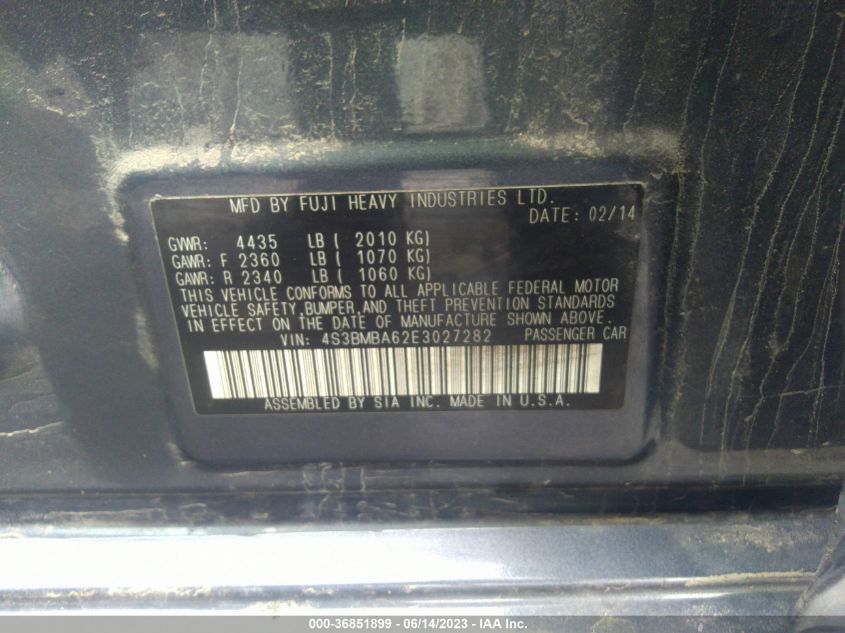 MFD BY FUJI HEAVY INDUSTRIES LTD.
DATE: 02/14
GVWR: 4435 LB ( 2010 KG)
GAWR: F 2360 LB ( 1070 KG)
GAWR: R 2340 LB ( 1060 KG)
THIS VEHICLE CONFORMS TO ALL APPLICABLE FEDERAL MOTOR
VEHICLE SAFETY, BUMPER, AND THEFT PREVENTION STANDARDS
IN EFFECT ON THE DATE OF MANUFACTURE SHOWN ABOVE.
VIN: 4S3BMBA62E3027282 PASSENGER CAR
ASSEMBLED BY SIA INC. MADE IN U.S.A.
000-36851899 - 06/14/2023 - IAA Inc.